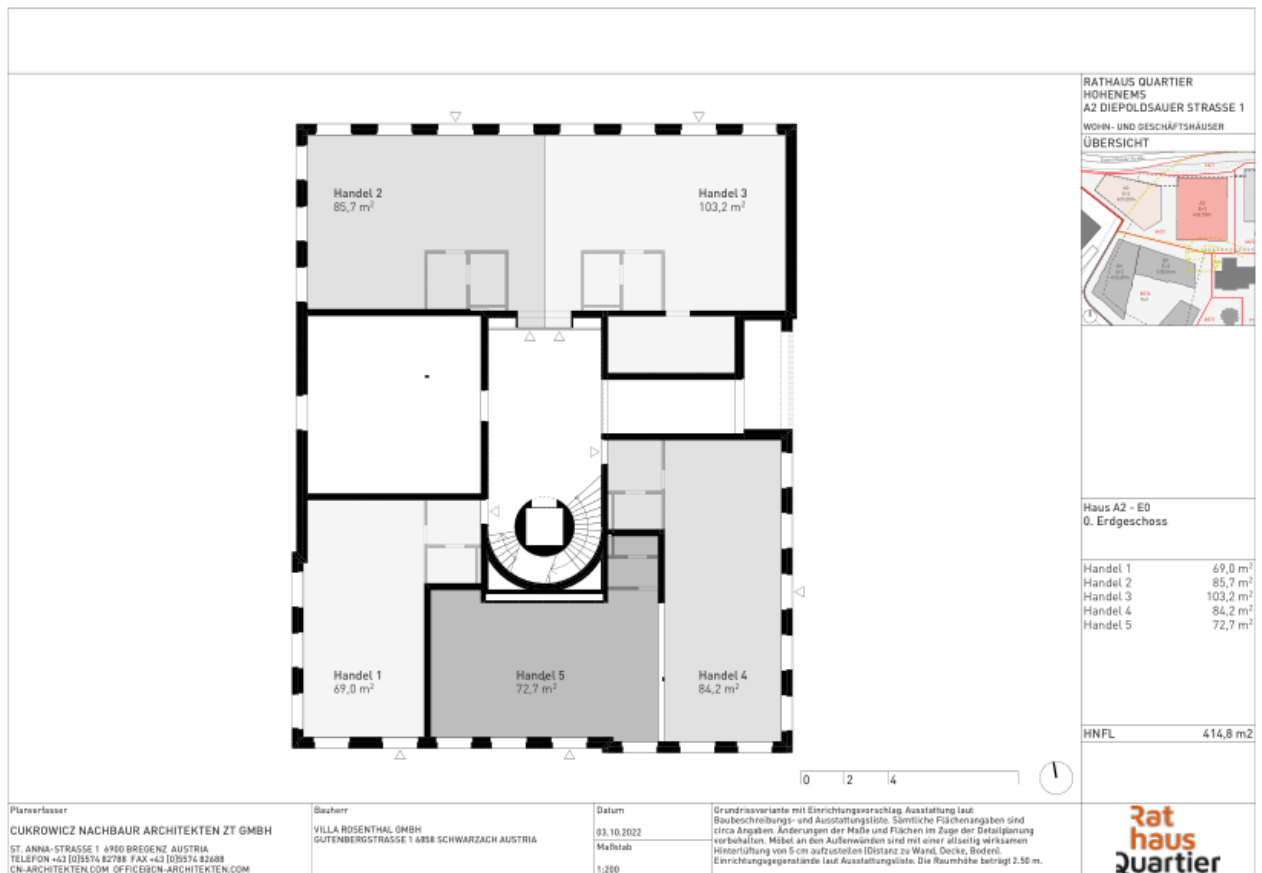 RATHAUS QUARTIER
HOHENEMS
A2 DIEPOLDSAUER STRASSE 1
WOHN- UND GESCHÄFTSHÄUSER
ÜBERSICHT
Handel 2
85,7 m²
Handel 3
103,2 m²
Handel 1
69,0 m²
Handel 5
72,7 m²
Handel 4
84,2 m²
Haus A2 - E0
0. Erdgeschoss
Handel 1 69,0 m²
Handel 2 85,7 m²
Handel 3 103,2 m²
Handel 4 84,2 m²
Handel 5 72,7 m²
HNFL 414,8 m2
0 2 4
Planverfasser
CUKROWICZ NACHBAUR ARCHITEKTEN ZT GMBH
ST. ANNA-STRASSE 1 6900 BREGENZ AUSTRIA
TELEFON +43 [0]5574 82788 FAX +43 [0]5574 82688
CN-ARCHITEKTEN.COM OFFICE@CN-ARCHITEKTEN.COM
Bauherr
VILLA ROSENTHAL GMBH
GUTENBERGSTRASSE 1 6858 SCHWARZACH AUSTRIA
Datum
03.10.2022
Maßstab
1:200
Grundrissvariante mit Einrichtungsvorschlag. Ausstattung laut
Baubeschreibungs- und Ausstattungsliste. Sämtliche Flächenangaben sind
circa Angaben. Änderungen der Maße und Flächen im Zuge der Detailplanung
vorbehalten. Möbel an den Außenwänden sind mit einer allseitig wirksamen
Hinterlüftung von 5 cm aufzustellen (Distanz zu Wand, Decke, Boden).
Einrichtungsgegenstände laut Ausstattungsliste. Die Raumhöhe beträgt 2.50 m.
Rat
haus
Quartier